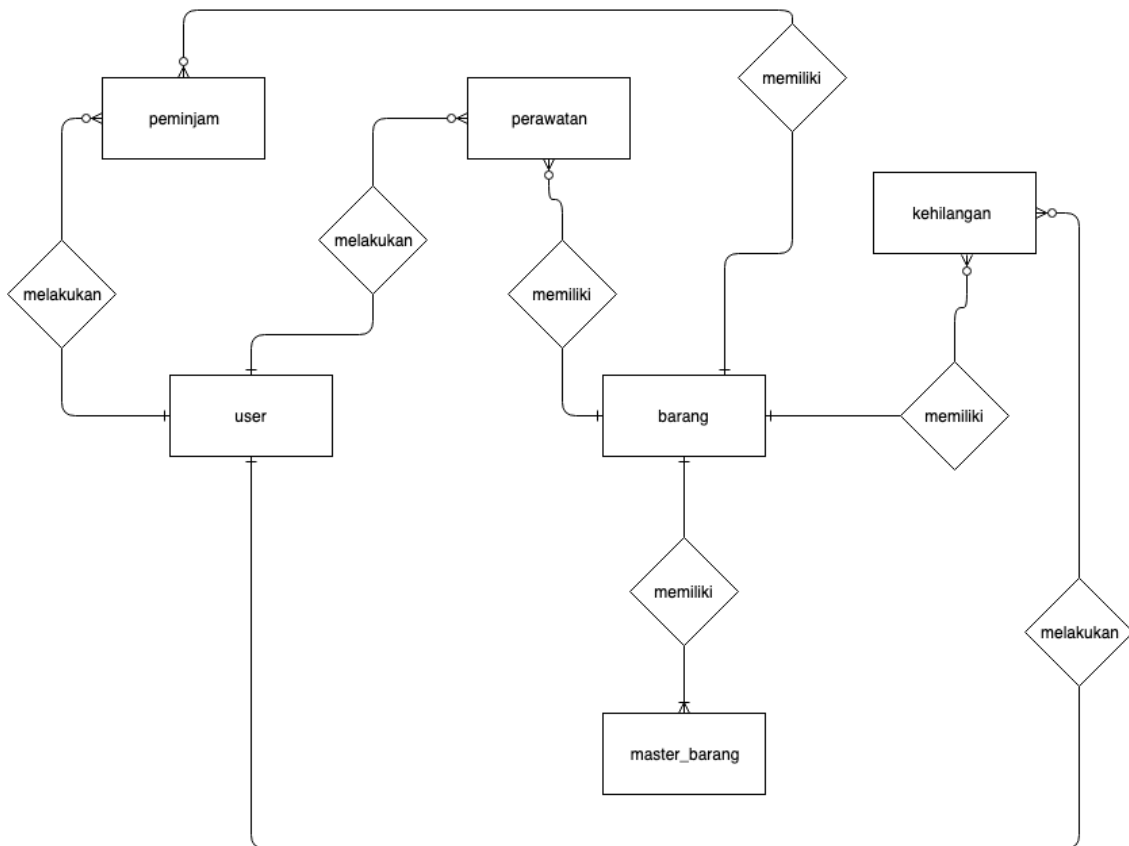 memiliki
peminjam
perawatan
kehilangan
melakukan
melakukan
memiliki
user
barang
memiliki
memiliki
melakukan
master_barang